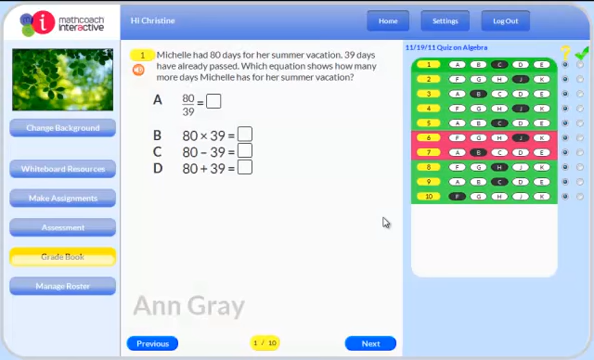 mathcoach
interactive
Hi Christine
Home
Settings
Log Out
Change Background
Whiteboard Resources
Make Assignments
Assessment
Grade Book
Manage Roster
1 Michelle had 80 days for her summer vacation. 39 days
have already passed. Which equation shows how many
more days Michelle has for her summer vacation?
A 80/39 = □
B 80 × 39 = □
C 80 – 39 = □
D 80 + 39 = □
Ann Gray
Previous
1 / 10
Next
11/19/11 Quiz on Algebra
?
1 A B C D E
2 F G H J K
3 A B C D E
4 F G H J K
5 A B C D E
6 F G H J K
7 A B C D E
8 F G H J K
9 A B C D E
10 F G H J K